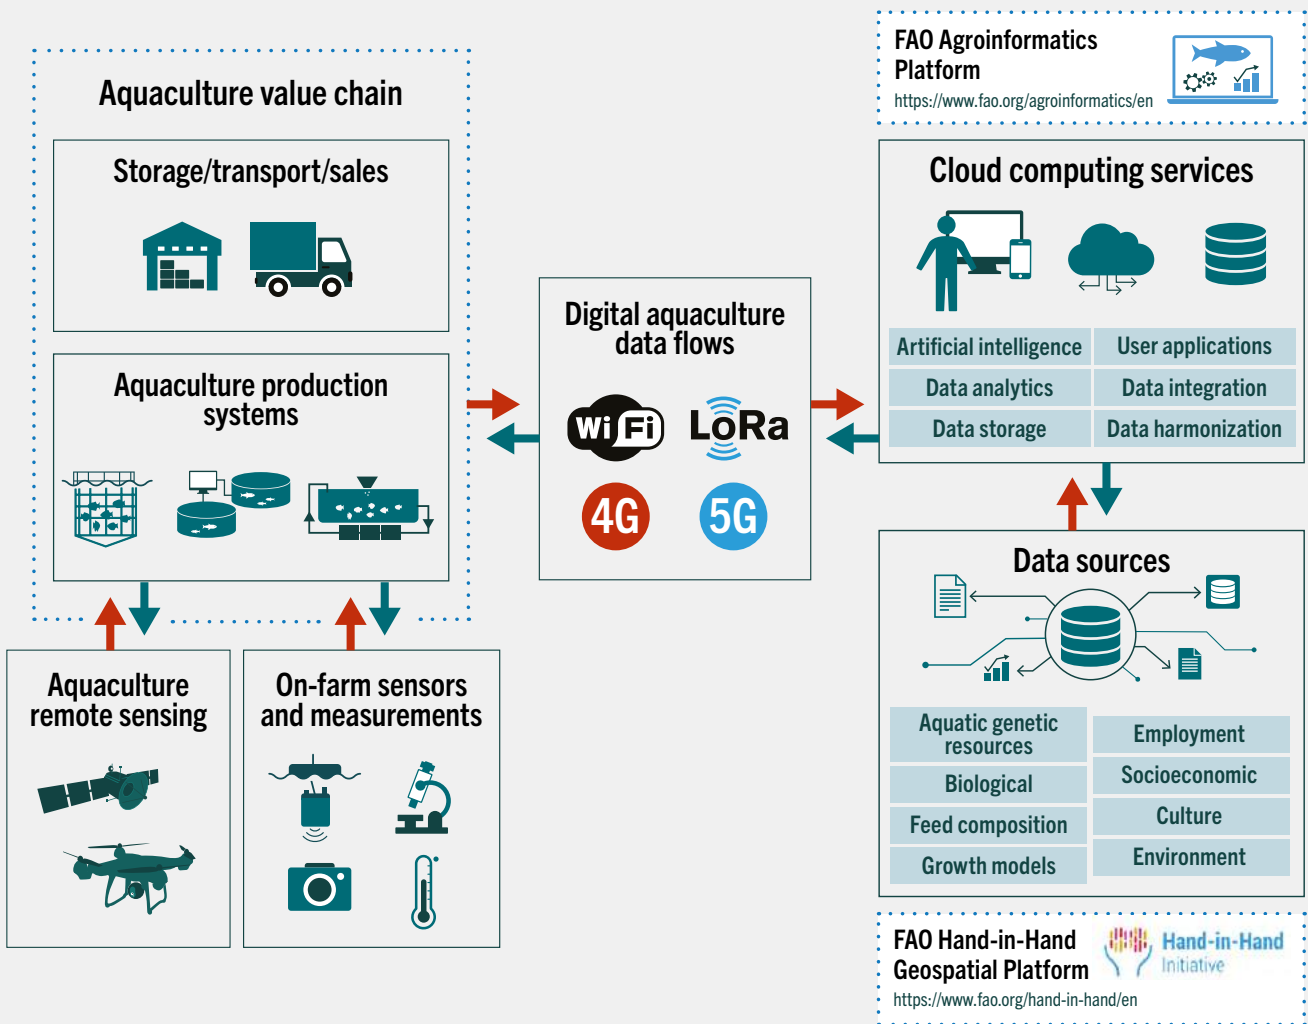 Aquaculture value chain
Storage/transport/sales
Aquaculture production
systems
Aquaculture
remote sensing
On-farm sensors
and measurements
Digital aquaculture
data flows
WiFi
LoRa
4G
5G
FAO Agroinformatics
Platform
https://www.fao.org/agroinformatics/en
Cloud computing services
Artificial intelligence
User applications
Data analytics
Data integration
Data storage
Data harmonization
Data sources
Aquatic genetic
resources
Biological
Feed composition
Growth models
Employment
Socioeconomic
Culture
Environment
FAO Hand-in-Hand
Geospatial Platform
https://www.fao.org/hand-in-hand/en
Hand-in-Hand
Initiative